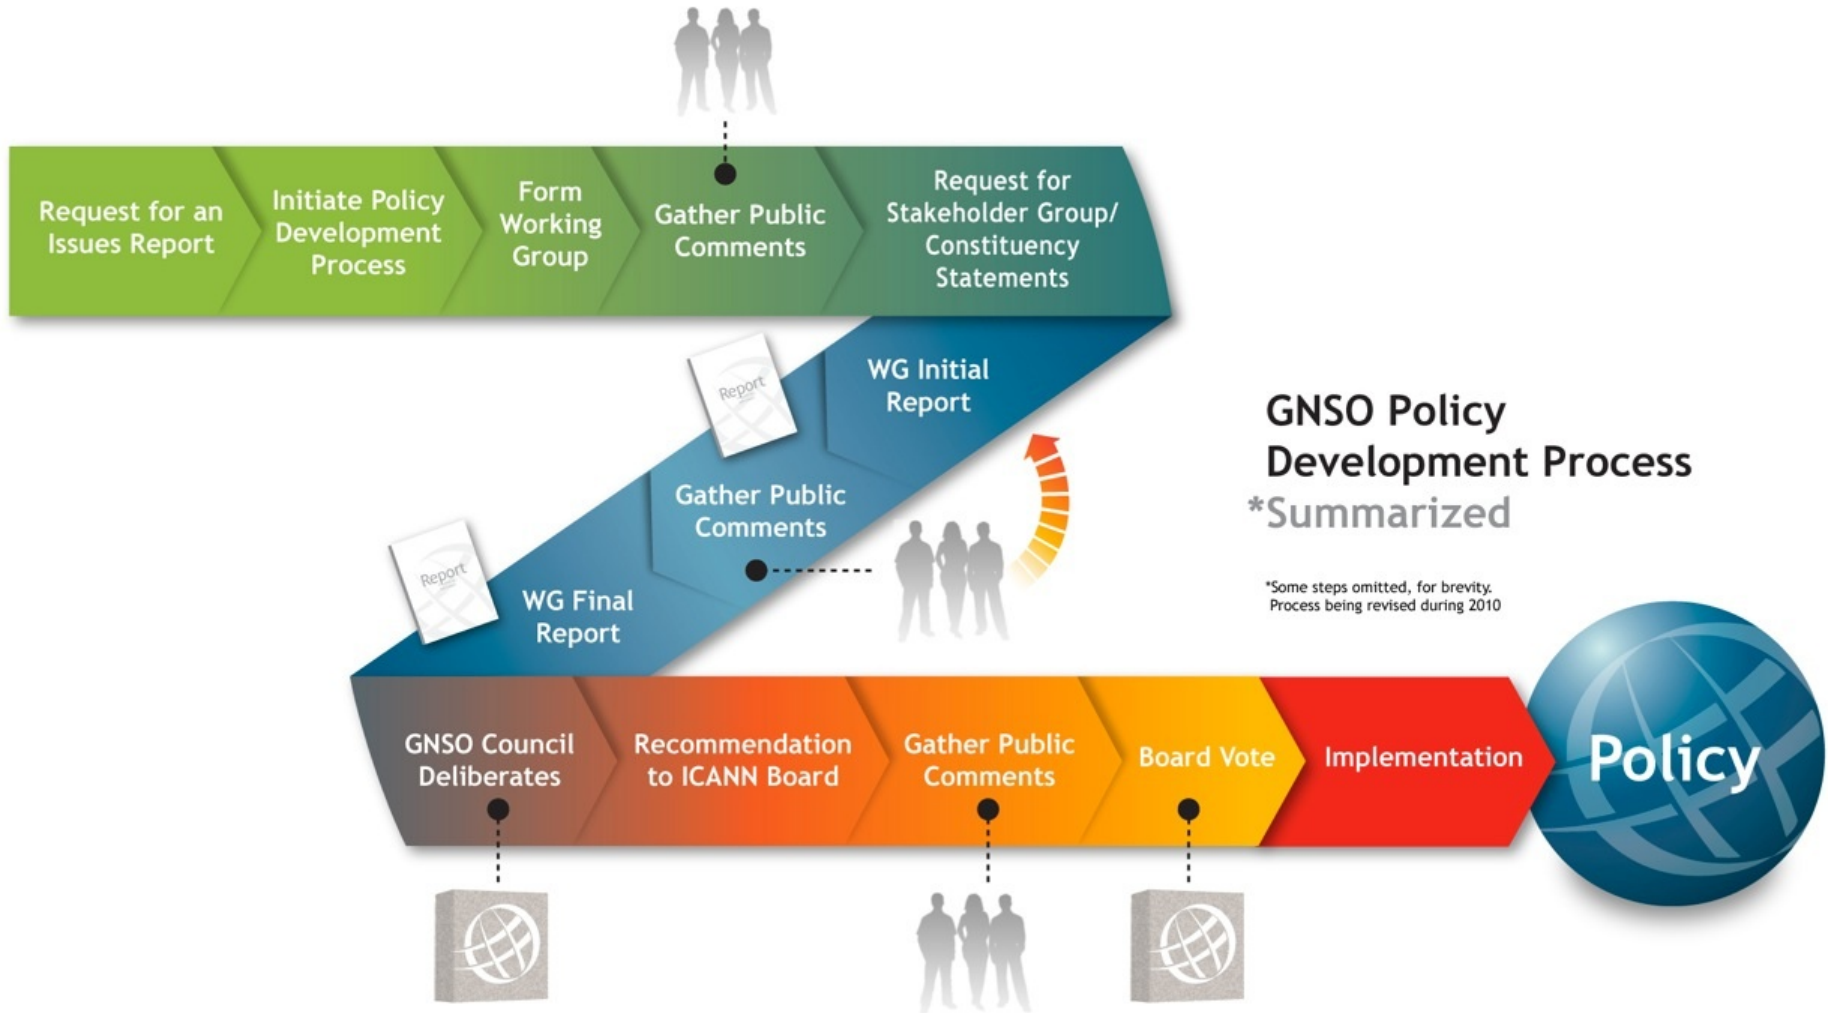 Request for an
Issues Report
Initiate Policy
Development
Process
Form
Working
Group
Gather Public
Comments
Request for
Stakeholder Group/
Constituency
Statements
Report
WG Initial
Report
Gather Public
Comments
Report
WG Final
Report
GNSO Policy
Development Process
*Summarized
*Some steps omitted, for brevity.
Process being revised during 2010
GNSO Council
Deliberates
Recommendation
to ICANN Board
Gather Public
Comments
Board Vote
Implementation
Policy